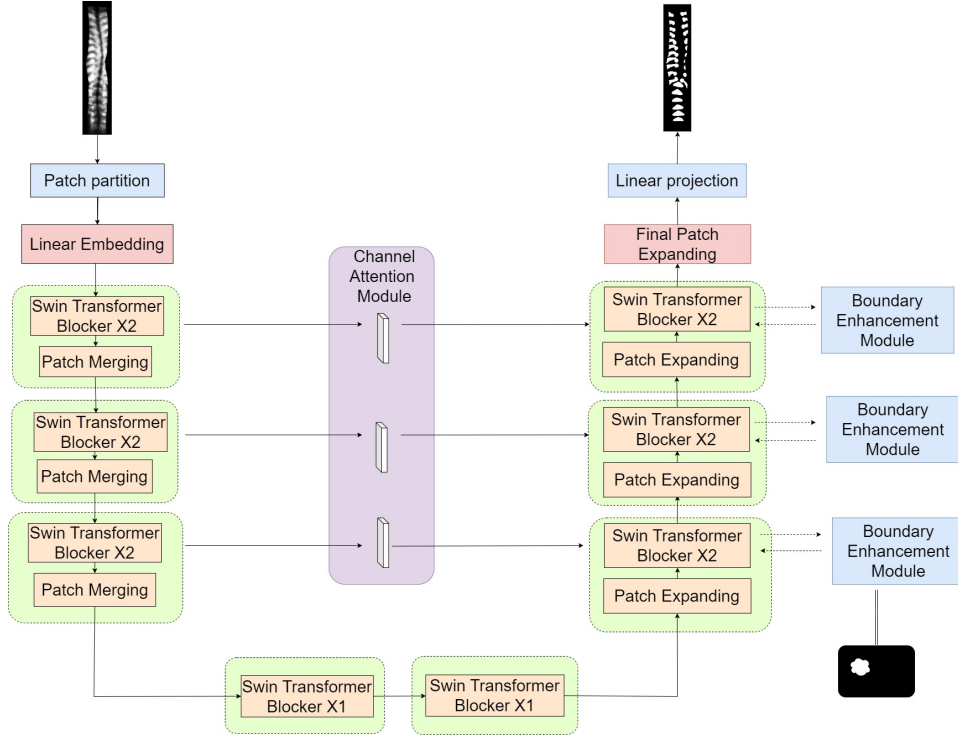 Patch partition
Linear Embedding
Swin Transformer
Blocker X2
Patch Merging
Swin Transformer
Blocker X2
Patch Merging
Swin Transformer
Blocker X2
Patch Merging
Swin Transformer
Blocker X1
Swin Transformer
Blocker X1
Channel
Attention
Module
Linear projection
Final Patch
Expanding
Swin Transformer
Blocker X2
Patch Expanding
Swin Transformer
Blocker X2
Patch Expanding
Swin Transformer
Blocker X2
Patch Expanding
Boundary
Enhancement
Module
Boundary
Enhancement
Module
Boundary
Enhancement
Module